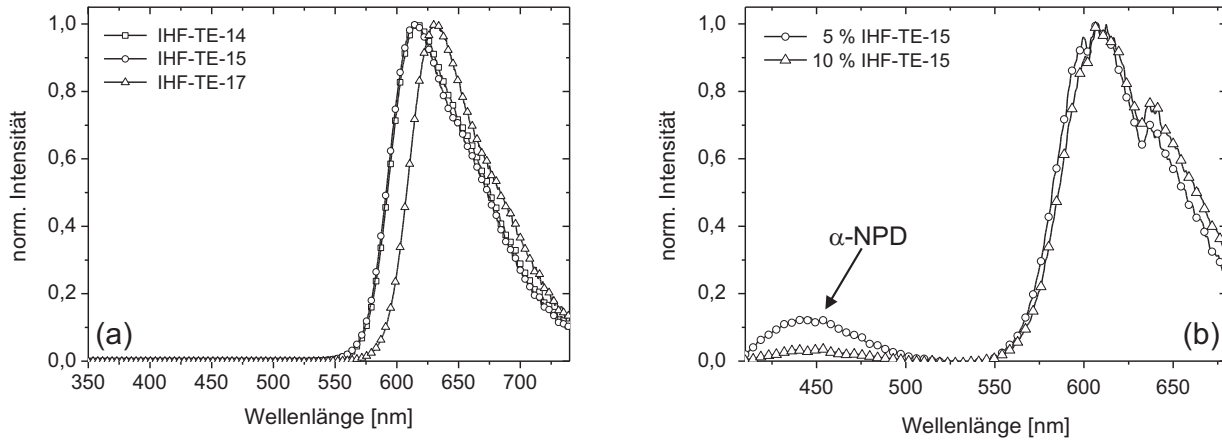 IHF-TE-14
IHF-TE-15
IHF-TE-17
1,0
0,8
0,6
0,4
0,2
0,0
norm. Intensität
(a)
350 400 450 500 550 600 650 700
Wellenlänge [nm]
5 % IHF-TE-15
10 % IHF-TE-15
1,0
0,8
0,6
0,4
0,2
0,0
norm. Intensität
α-NPD
(b)
450 500 550 600 650
Wellenlänge [nm]